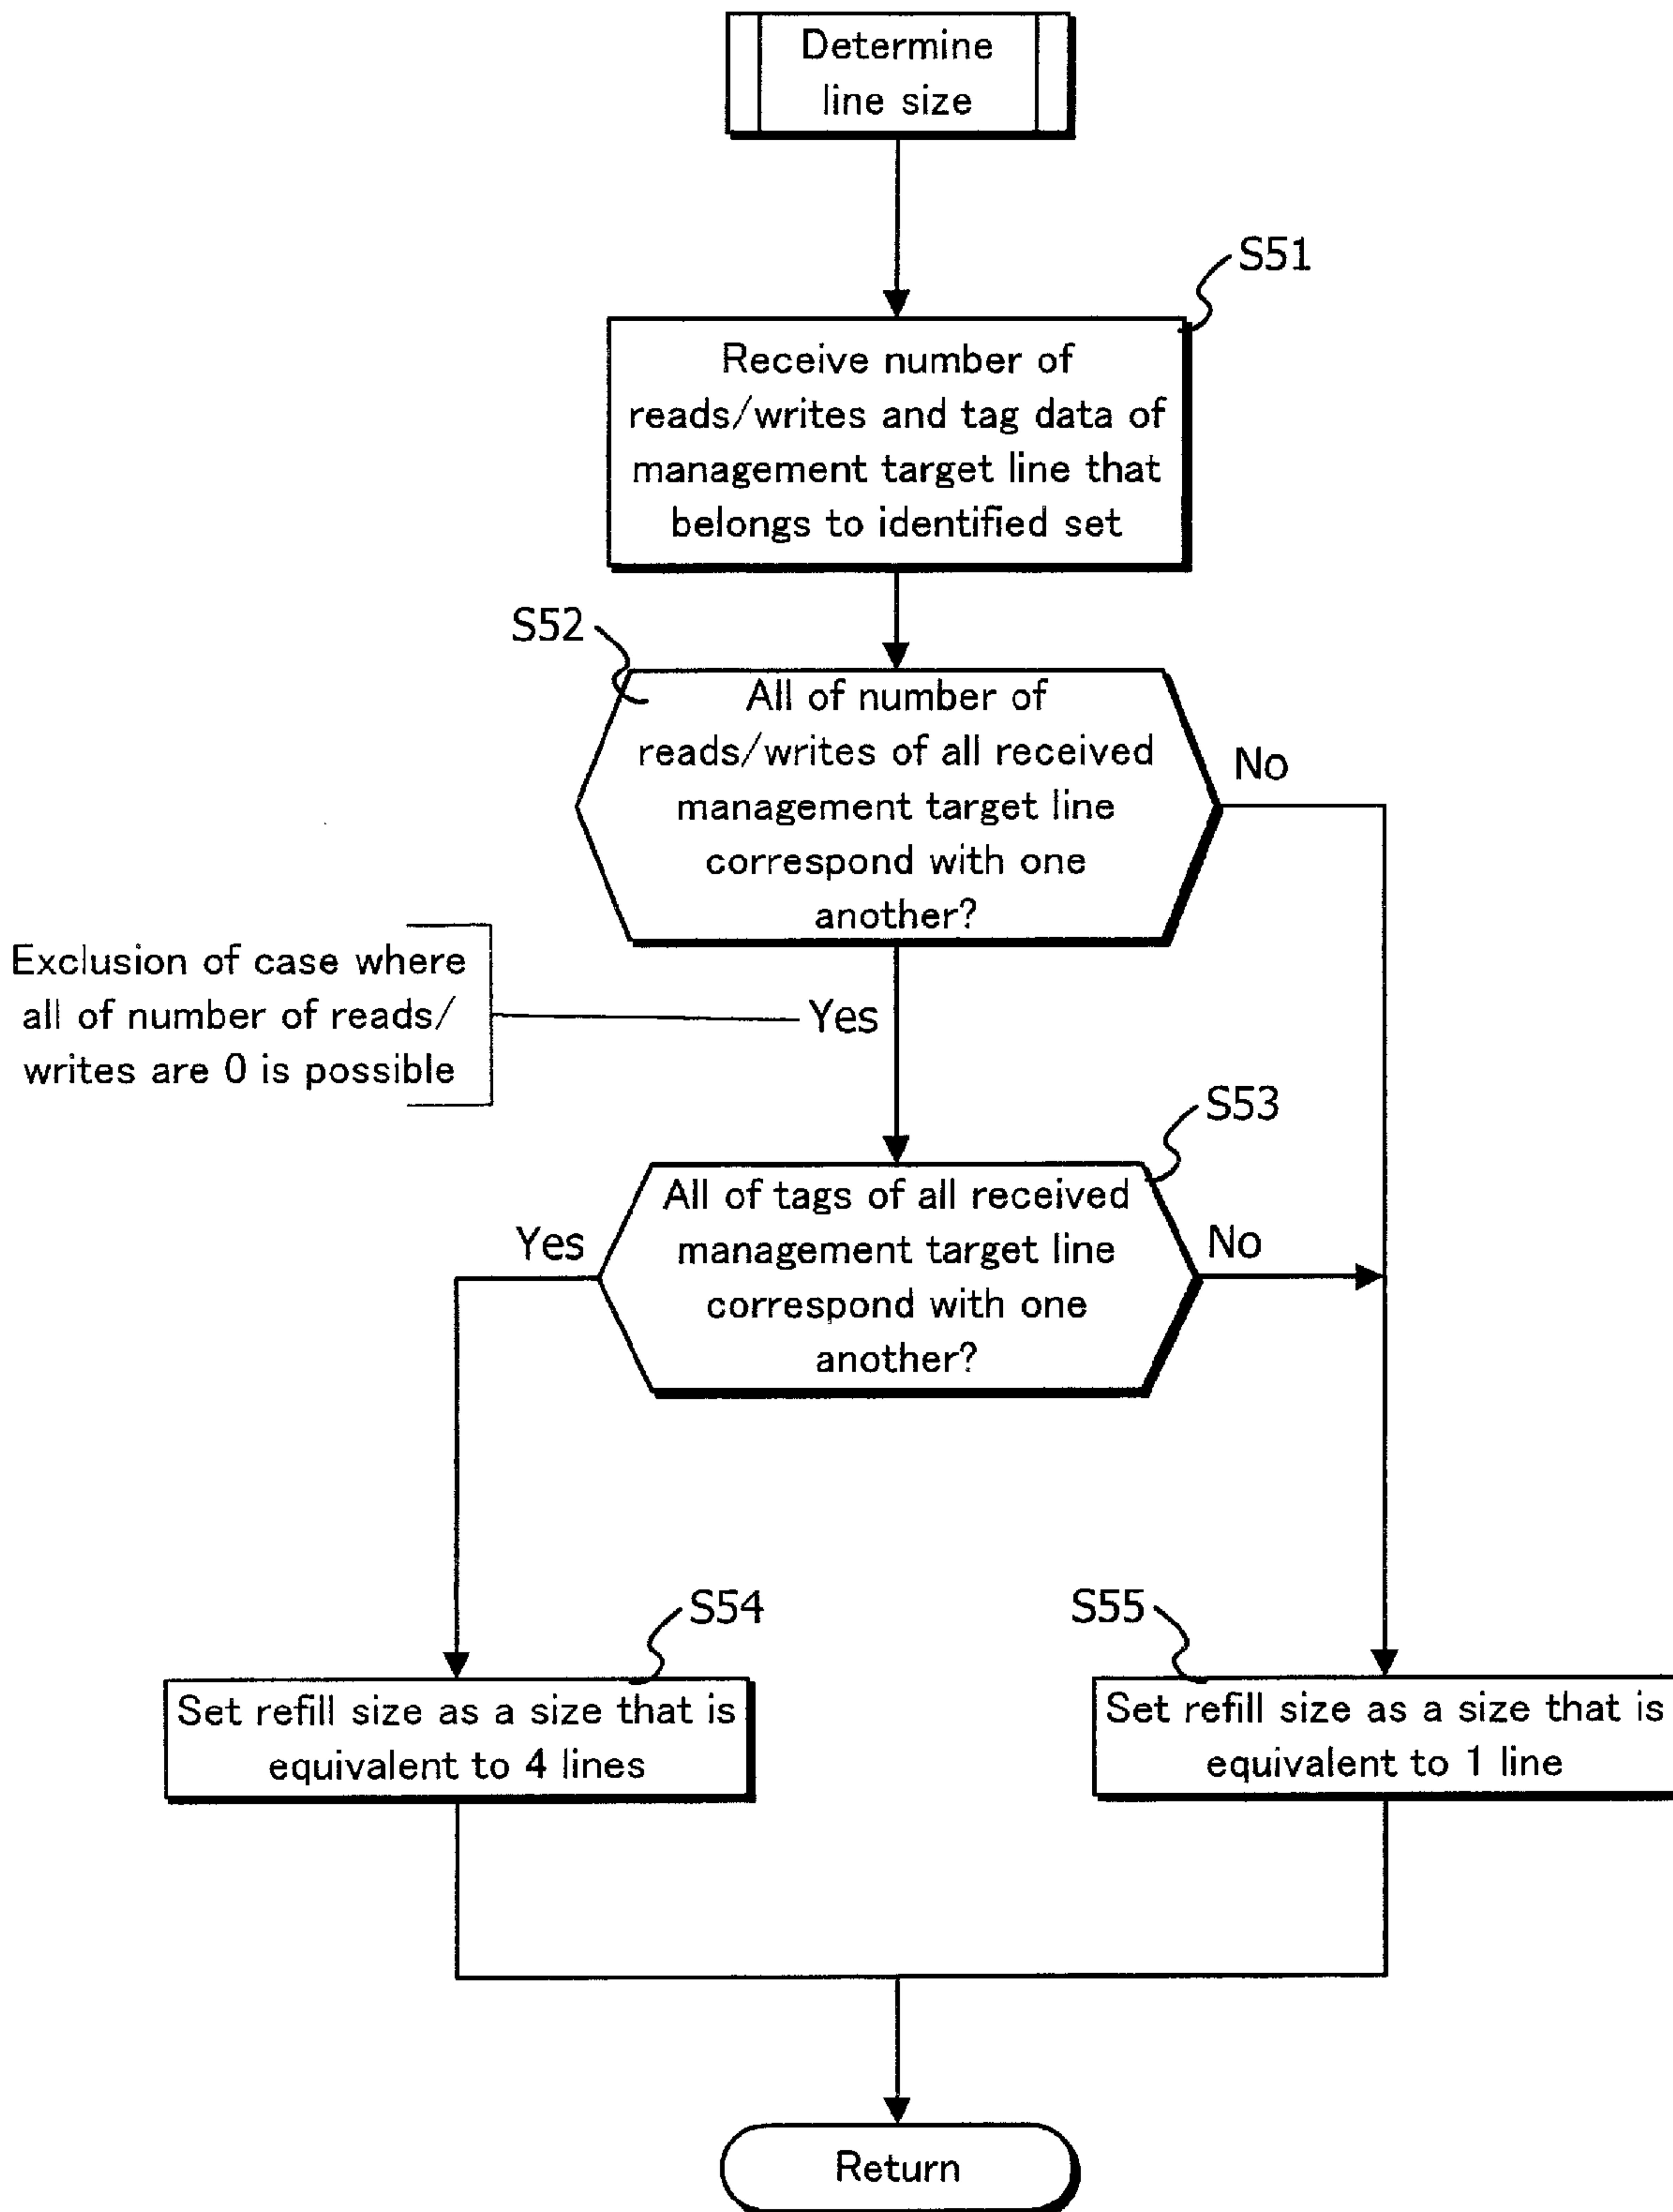 Determine
line size
S51
Receive number of
reads/writes and tag data of
management target line that
belongs to identified set
S52
All of number of
reads/writes of all received
management target line
correspond with one
another?
No
Exclusion of case where
all of number of reads/
writes are 0 is possible
Yes
S53
All of tags of all received
management target line
correspond with one
another?
Yes
No
S54
Set refill size as a size that is
equivalent to 4 lines
S55
Set refill size as a size that is
equivalent to 1 line
Return